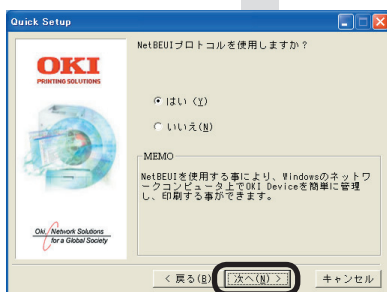 Quick Setup
NetBEUIプロトコルを使用しますか？
OKI
PRINTING SOLUTIONS
はい (Y)
いいえ(N)
MEMO
NetBEUIを使用する事により、Windowsのネットワ
ークコンピュータ上でOKI Deviceを簡単に管理
し、印刷する事ができます。
Oki, Network Solutions
for a Global Society
< 戻る(B)
次へ(N) >
キャンセル